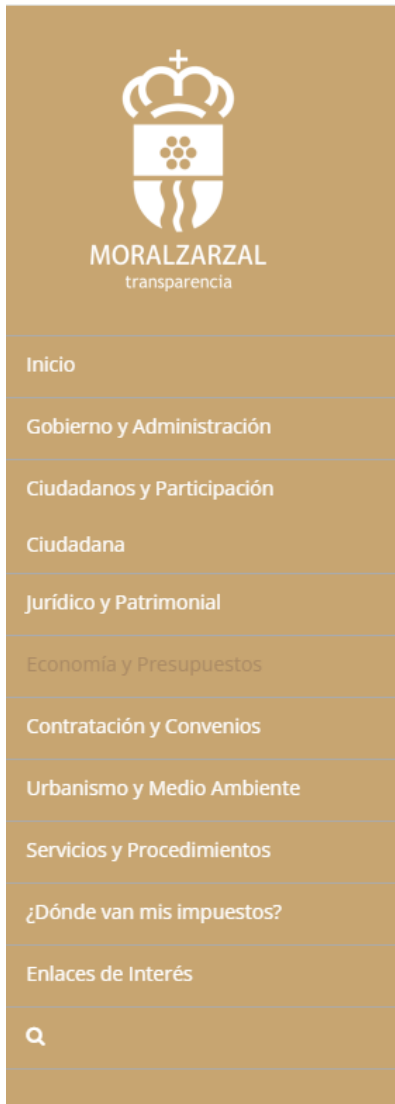 MORALZARZAL
transparencia
Inicio
Gobierno y Administración
Ciudadanos y Participación
Ciudadana
Jurídico y Patrimonial
Economía y Presupuestos
Contratación y Convenios
Urbanismo y Medio Ambiente
Servicios y Procedimientos
¿Dónde van mis impuestos?
Enlaces de Interés